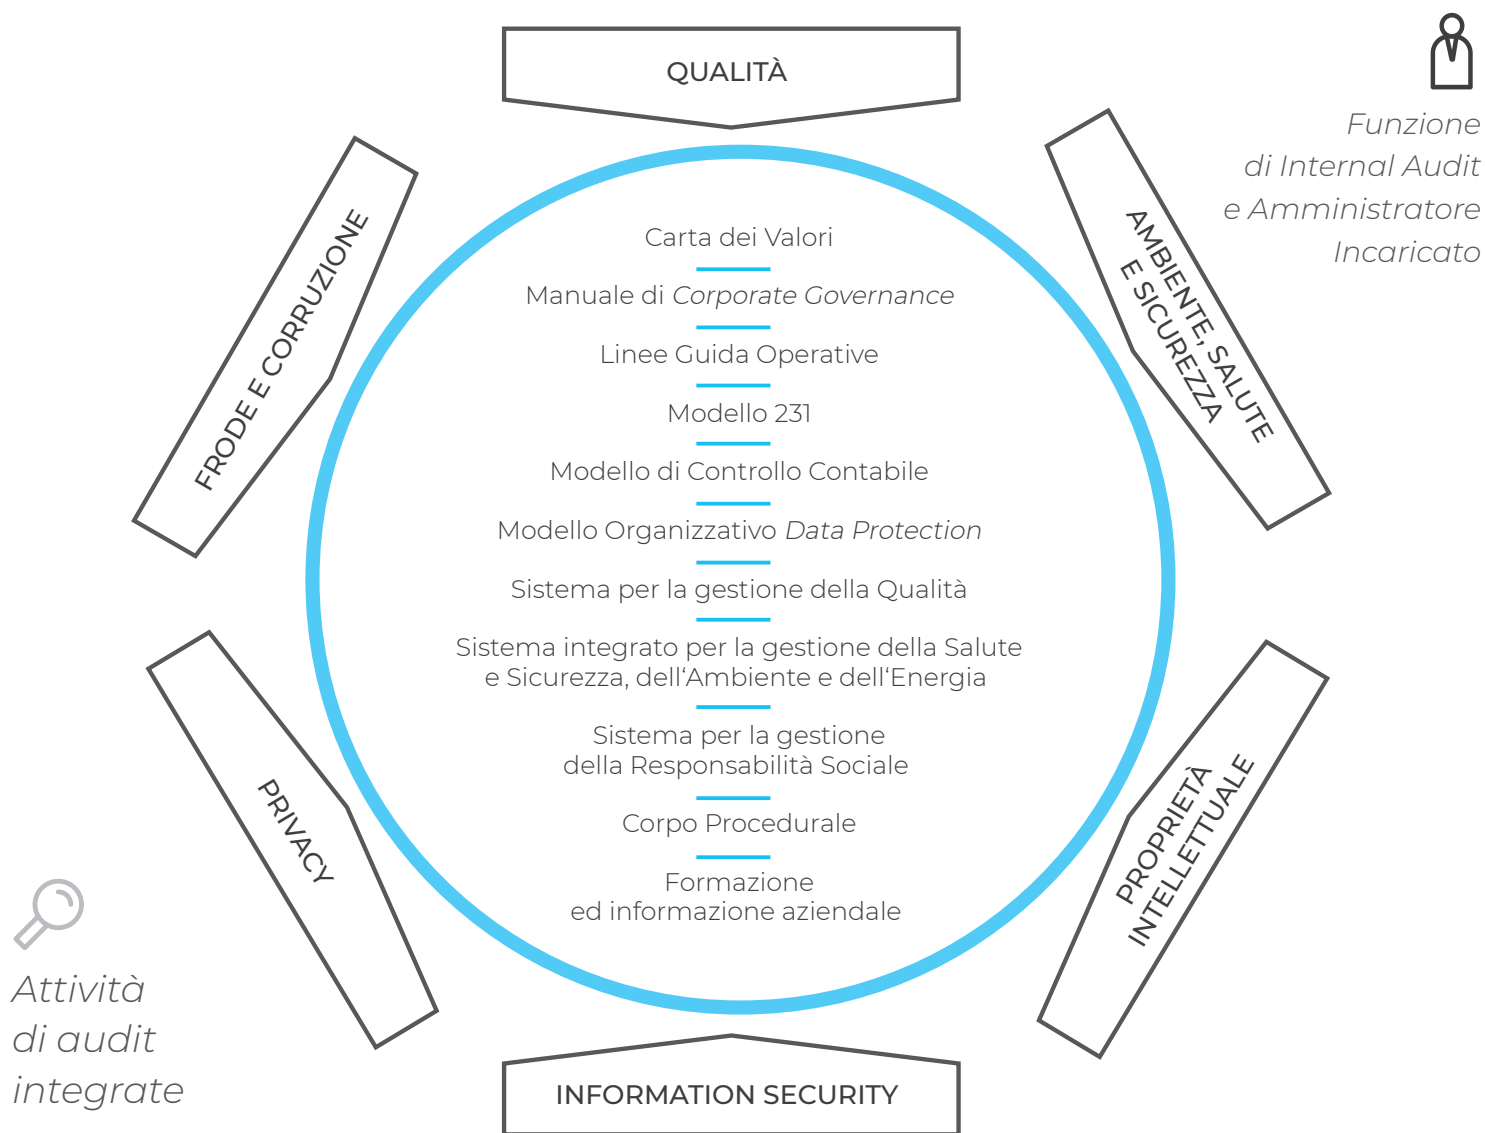 QUALITÀ
Funzione
di Internal Audit
e Amministratore
Incaricato
FRODE E CORRUZIONE
AMBIENTE, SALUTE
E SICUREZZA
Carta dei Valori
Manuale di Corporate Governance
Linee Guida Operative
Modello 231
Modello di Controllo Contabile
Modello Organizzativo Data Protection
Sistema per la gestione della Qualità
Sistema integrato per la gestione della Salute
e Sicurezza, dell‘Ambiente e dell‘Energia
Sistema per la gestione
della Responsabilità Sociale
Corpo Procedurale
Formazione
ed informazione aziendale
PRIVACY
PROPRIETÀ
INTELLETTUALE
Attività
di audit
integrate
INFORMATION SECURITY